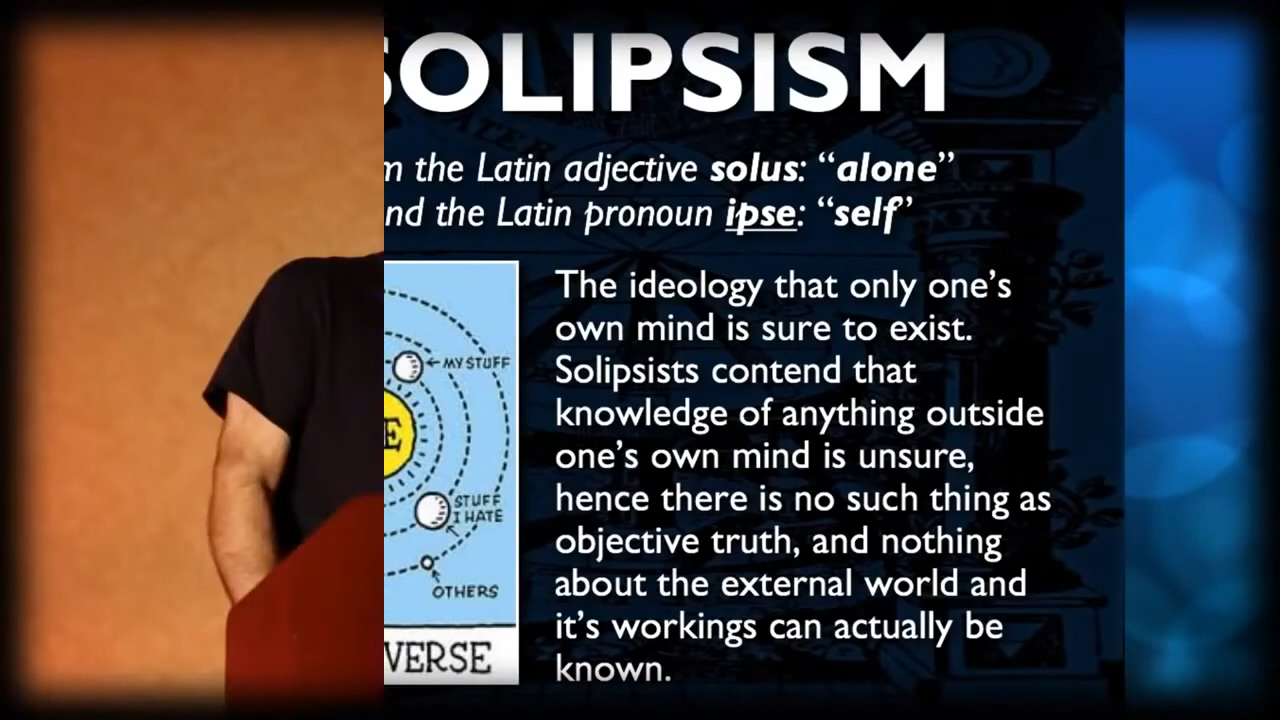 SOLIPSISM
m the Latin adjective solus: “alone”
nd the Latin pronoun ipse: “self”
The ideology that only one’s
own mind is sure to exist.
Solipsists contend that
knowledge of anything outside
one’s own mind is unsure,
hence there is no such thing as
objective truth, and nothing
about the external world and
it’s workings can actually be
known.
MY STUFF
E
STUFF
I HATE
OTHERS
VERSE